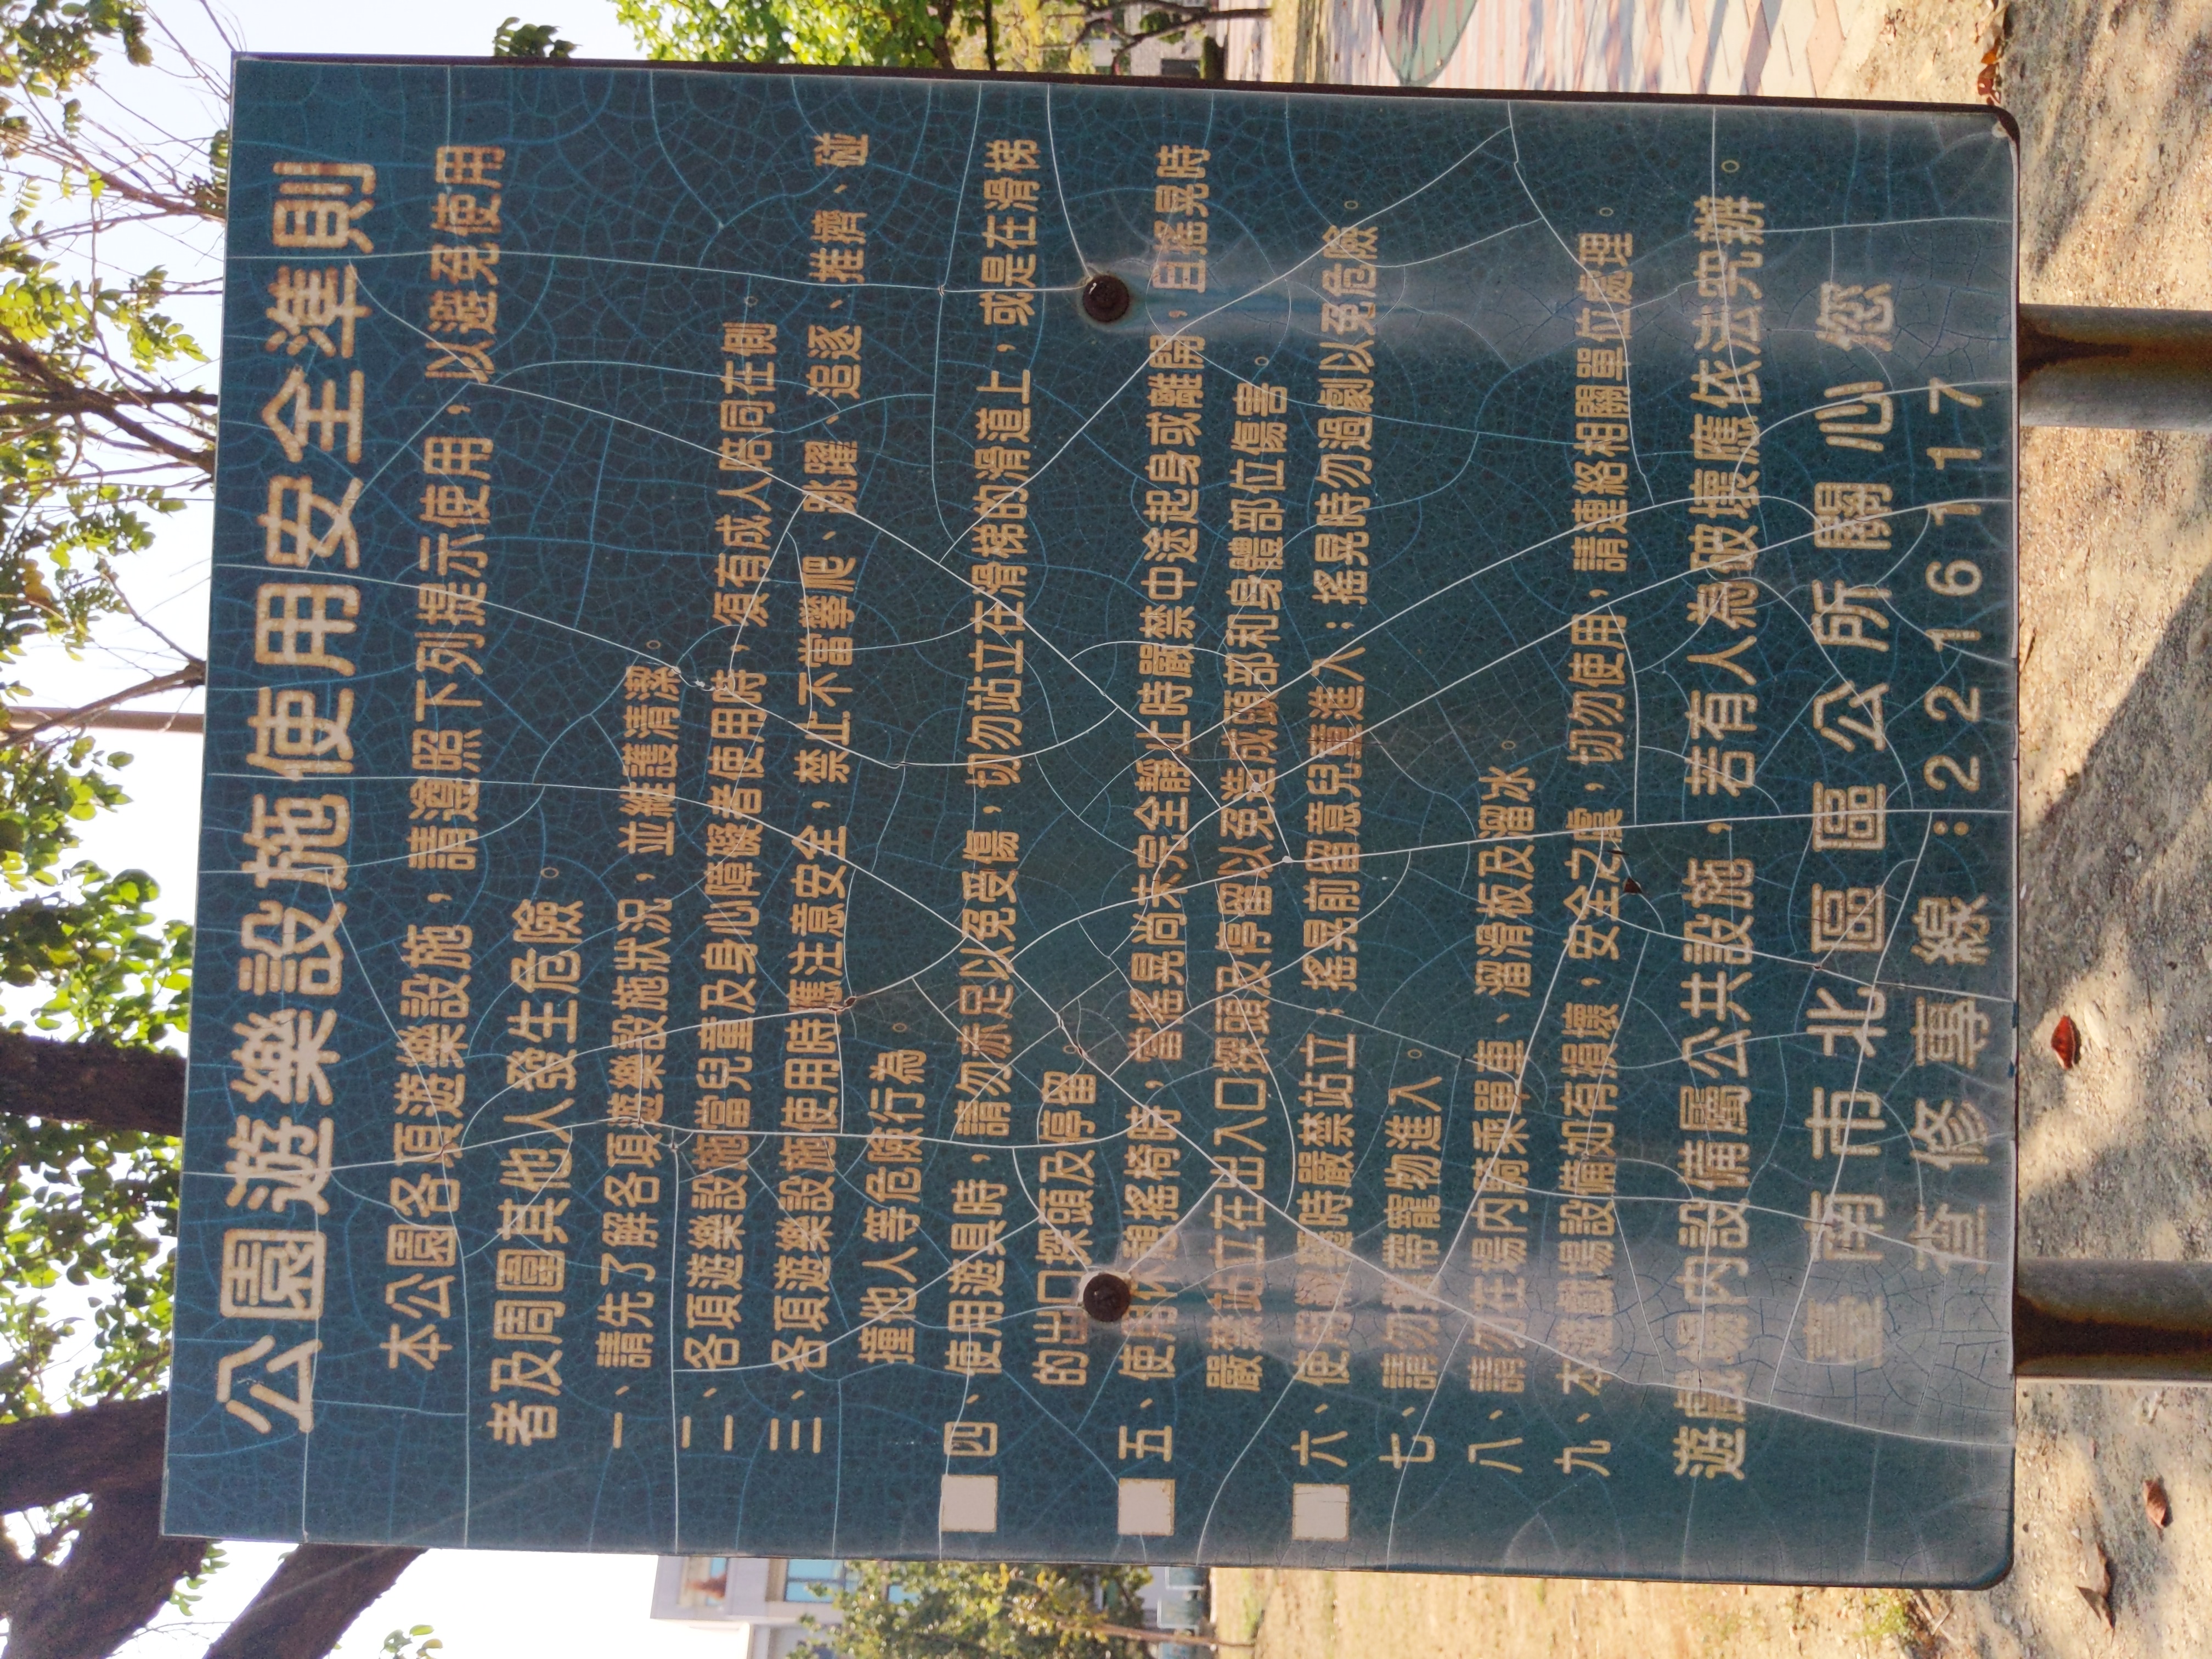 公園遊樂設施使用安全準則
本公園各項遊樂設施，請遵照下列提示使用，以避免使用
者及周圍其他人發生危險。
一、請先了解各項遊樂設施狀況，並維護清潔。
二、各項遊樂設施當兒童及身心障礙者使用時，須有成人陪同在側。
三、各項遊樂設施使用時應注意安全，禁止不當攀爬、跳躍、追逐、推擠、碰
撞他人等危險行為。
四、使用遊具時，請勿赤足以免受傷，切勿站立在滑梯的滑道上，或是在滑梯
的出口探頭及停留
五、使用休憩搖椅時，當搖晃尚未完全靜止時嚴禁中途起身或離開，且搖晃時
嚴禁站立在出入口探頭及停留以免造成頭部和身體部位傷害。
六、使用時嚴禁站立；搖晃前留意兒童進入；搖晃時勿過劇以免危險。
七、請勿攜帶寵物進入。
八、請勿在場內騎乘單車、溜滑板及溜冰。
九、本遊戲場設備如有損壞，安全之虞，切勿使用，請連絡相關單位處理。
遊戲場內設備屬公共設施，若有人為破壞應依法究辦。
臺南市北區區公所關心您
維修專線：2216117